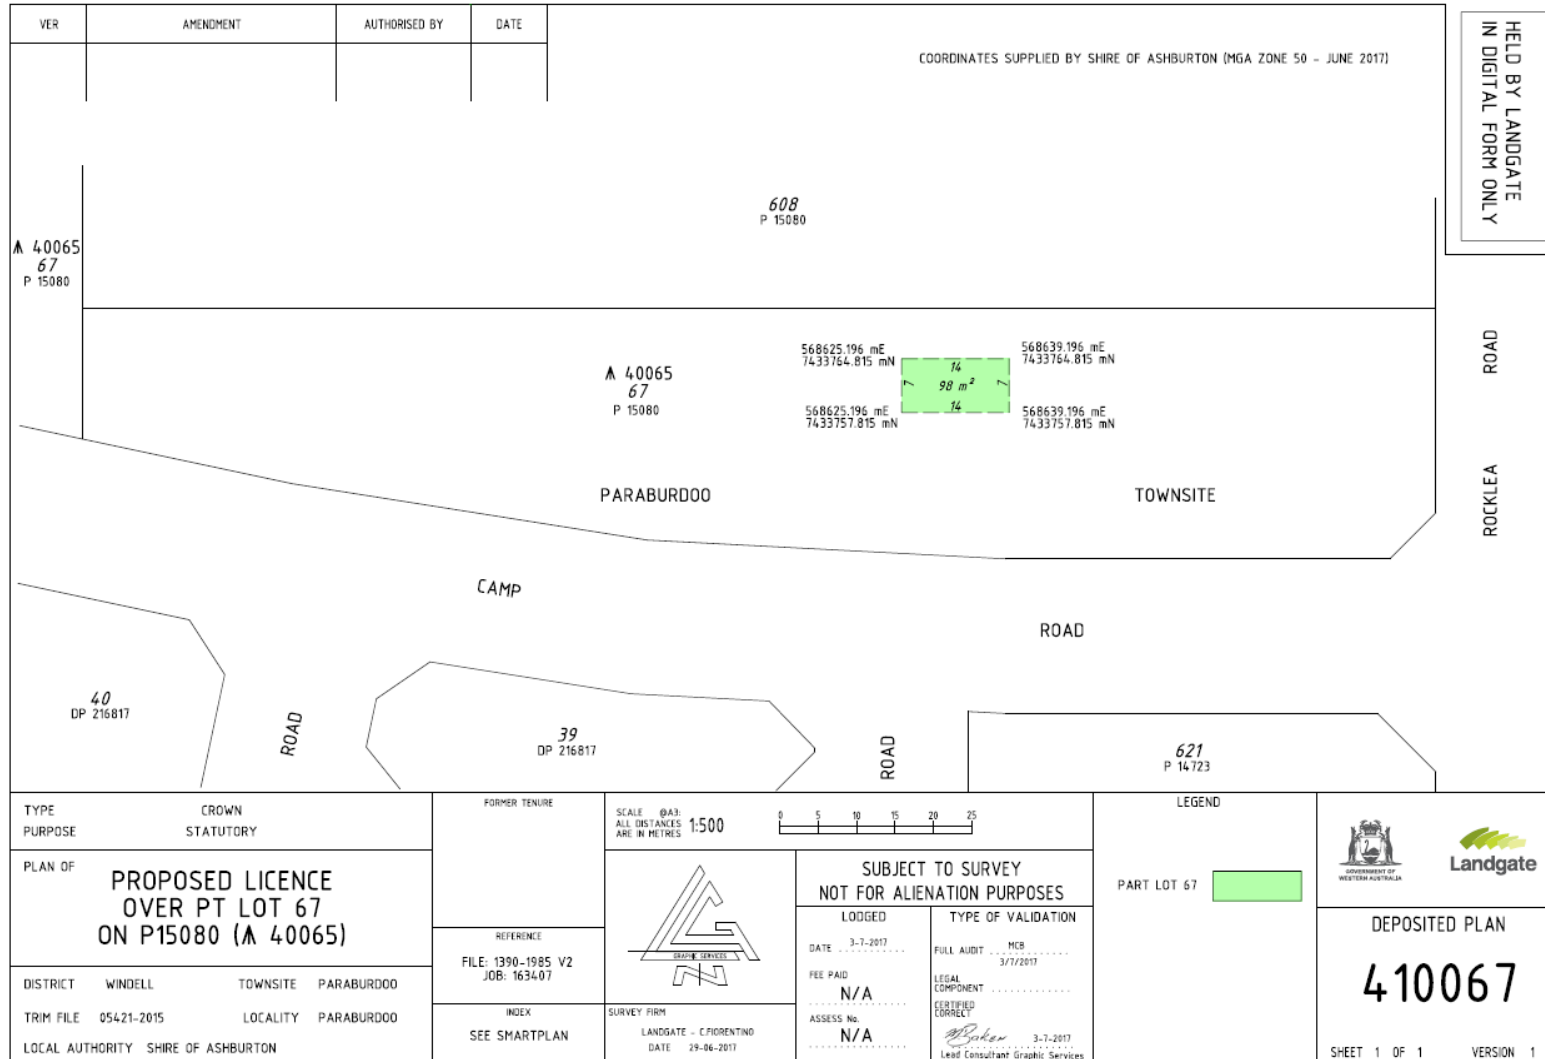 VER AMENDMENT AUTHORISED BY DATE
COORDINATES SUPPLIED BY SHIRE OF ASHBURTON (MGA ZONE 50 - JUNE 2017)
HELD BY LANDGATE
IN DIGITAL FORM ONLY
608
P 15080
40065
67
P 15080
568625.196 mE
7433764.815 mN
568639.196 mE
7433764.815 mN
14
7
98 m²
7
14
568625.196 mE
7433757.815 mN
568639.196 mE
7433757.815 mN
40065
67
P 15080
ROAD
ROCKLEA
PARABURDOO TOWNSITE
CAMP
ROAD
40
DP 216817
ROAD
39
DP 216817
ROAD
621
P 14723
TYPE CROWN
PURPOSE STATUTORY
PLAN OF
PROPOSED LICENCE
OVER PT LOT 67
ON P15080 (40065)
DISTRICT WINDELL TOWNSITE PARABURDOO
TRIM FILE 05421-2015 LOCALITY PARABURDOO
LOCAL AUTHORITY SHIRE OF ASHBURTON
FORMER TENURE
REFERENCE
FILE: 1390-1985 V2
JOB: 163407
INDEX
SEE SMARTPLAN
SCALE @A3:
ALL DISTANCES
ARE IN METRES
1:500
0 5 10 15 20 25
GRAPHIC SERVICES
SURVEY FIRM
LANDGATE - C.FIORENTINO
DATE 29-06-2017
SUBJECT TO SURVEY
NOT FOR ALIENATION PURPOSES
LODGED
DATE 3-7-2017
FEE PAID
N/A
ASSESS No.
N/A
TYPE OF VALIDATION
FULL AUDIT MCB
3/7/2017
LEGAL
COMPONENT
CERTIFIED
CORRECT
MBaker 3-7-2017
Lead Consultant Graphic Services
LEGEND
PART LOT 67
GOVERNMENT OF
WESTERN AUSTRALIA
Landgate
DEPOSITED PLAN
410067
SHEET 1 OF 1 VERSION 1